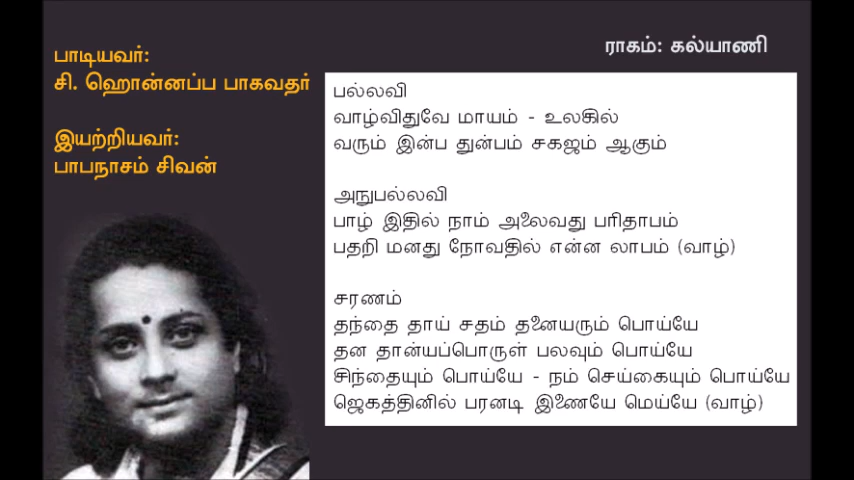 பாடியவர்:
சி. ஹொன்னப்ப பாகவதர்
இயற்றியவர்:
பாபநாசம் சிவன்
ராகம்: கல்யாணி
பல்லவி
வாழ்விதுவே மாயம் - உலகில்
வரும் இன்ப துன்பம் சகஜம் ஆகும்
அநுபல்லவி
பாழ் இதில் நாம் அலைவது பரிதாபம்
பதறி மனது நோவதில் என்ன லாபம் (வாழ்)
சரணம்
தந்தை தாய் சதம் தனையரும் பொய்யே
தன தான்யப்பொருள் பலவும் பொய்யே
சிந்தையும் பொய்யே - நம் செய்கையும் பொய்யே
ஜெகத்தினில் பரனடி இணையே மெய்யே (வாழ்)